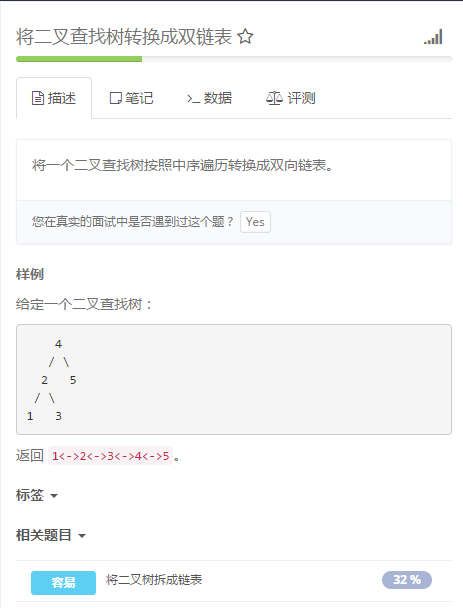 将二叉查找树转换成双链表
描述 笔记 数据 评测
将一个二叉查找树按照中序遍历转换成双向链表。
您在真实的面试中是否遇到过这个题？ Yes
样例
给定一个二叉查找树：
4
/ \
2 5
/ \
1 3
返回 1<->2<->3<->4<->5。
标签
相关题目
容易 将二叉树拆成链表 32 %